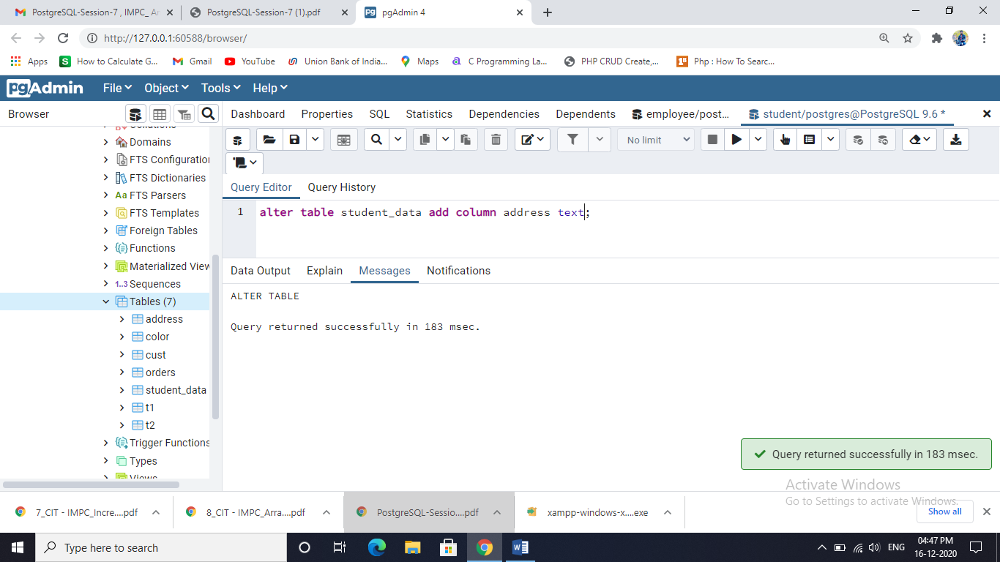 PostgreSQL-Session-7 , IMPC_ A
PostgreSQL-Session-7 (1).pdf
pgAdmin 4
http://127.0.0.1:60588/browser/
Apps
How to Calculate G...
Gmail
YouTube
Union Bank of India...
Maps
C Programming La...
PHP CRUD Create,...
Php : How To Searc...
pgAdmin
File
Object
Tools
Help
Browser
Dashboard
Properties
SQL
Statistics
Dependencies
Dependents
employee/post...
student/postgres@PostgreSQL 9.6 *
No limit
Domains
FTS Configuration
FTS Dictionaries
Aa FTS Parsers
FTS Templates
Foreign Tables
Functions
Materialized View
1..3 Sequences
Tables (7)
address
color
cust
orders
student_data
t1
t2
Trigger Functions
Types
Views
Query Editor
Query History
1 alter table student_data add column address text;
Data Output
Explain
Messages
Notifications
ALTER TABLE
Query returned successfully in 183 msec.
Query returned successfully in 183 msec.
Activate Windows
Go to Settings to activate Windows.
7_CIT - IMPC_Incre....pdf
8_CIT - IMPC_Arra....pdf
PostgreSQL-Sessio....pdf
xampp-windows-x....exe
Show all
Type here to search
ENG
04:47 PM
16-12-2020